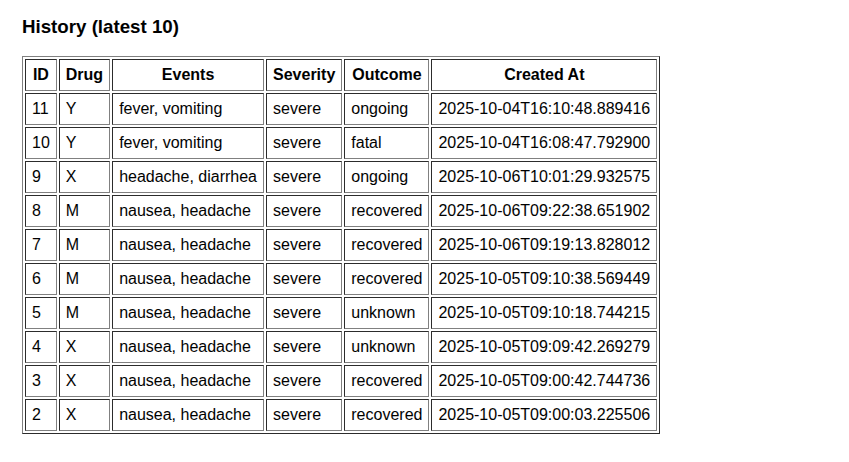 History (latest 10)
ID Drug Events Severity Outcome Created At
11 Y fever, vomiting severe ongoing 2025-10-04T16:10:48.889416
10 Y fever, vomiting severe fatal 2025-10-04T16:08:47.792900
9 X headache, diarrhea severe ongoing 2025-10-06T10:01:29.932575
8 M nausea, headache severe recovered 2025-10-06T09:22:38.651902
7 M nausea, headache severe recovered 2025-10-06T09:19:13.828012
6 M nausea, headache severe recovered 2025-10-05T09:10:38.569449
5 M nausea, headache severe unknown 2025-10-05T09:10:18.744215
4 X nausea, headache severe unknown 2025-10-05T09:09:42.269279
3 X nausea, headache severe recovered 2025-10-05T09:00:42.744736
2 X nausea, headache severe recovered 2025-10-05T09:00:03.225506